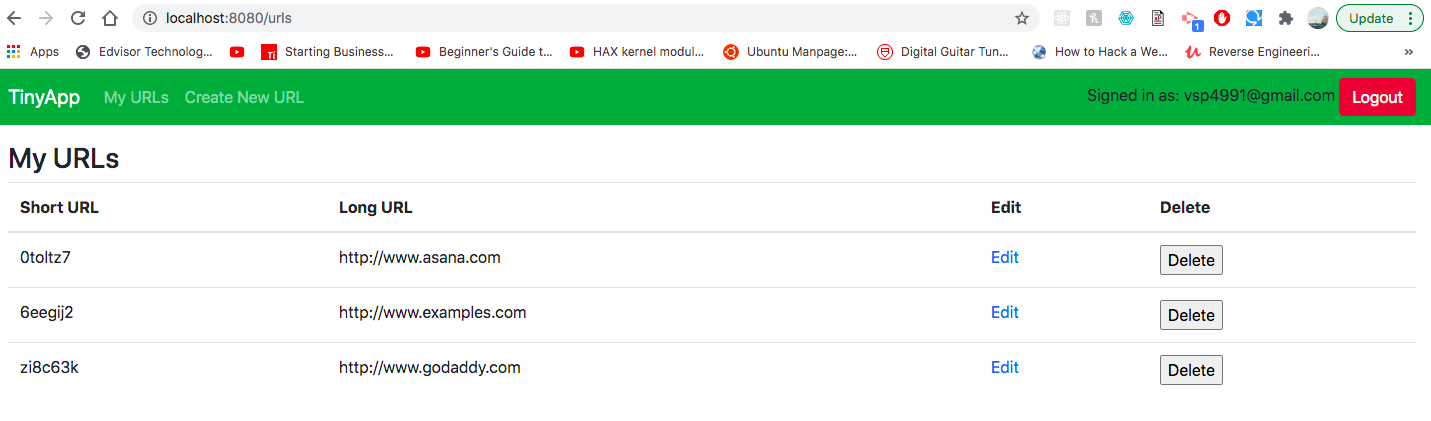 localhost:8080/urls
1
Update
Apps Edvisor Technolog... Ti Starting Business... Beginner's Guide t... HAX kernel modul... Ubuntu Manpage:... Digital Guitar Tun... How to Hack a We... Reverse Engineeri... »
TinyApp My URLs Create New URL Signed in as: vsp4991@gmail.com Logout
My URLs
Short URL Long URL Edit Delete
0toltz7 http://www.asana.com Edit Delete
6eegij2 http://www.examples.com Edit Delete
zi8c63k http://www.godaddy.com Edit Delete